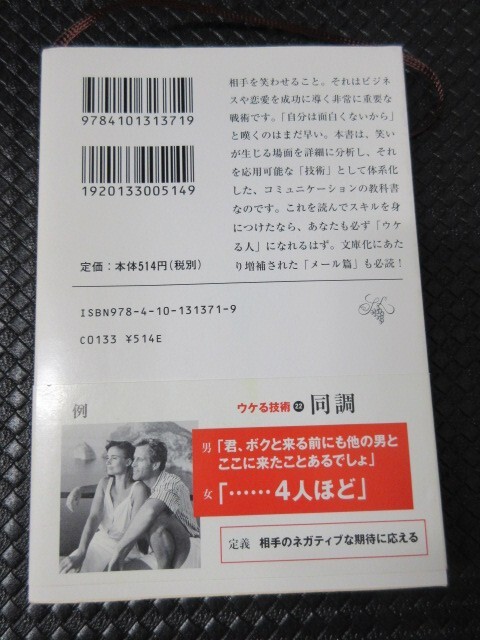 9784101313719
1920133005149
定価：本体514円（税別）
相手を笑わせること。それはビジネ
スや恋愛を成功に導く非常に重要な
戦術です。「自分は面白くないから」
と嘆くのはまだ早い。本書は、笑い
が生じる場面を詳細に分析し、それ
を応用可能な「技術」として体系化
した、コミュニケーションの教科書
なのです。これを読んでスキルを身
につけたなら、あなたも必ず「ウケ
る人」になれるはず。文庫化にあた
り増補された「メール篇」も必読！
ISBN978-4-10-131371-9
C0133 ¥514E
例
ウケる技術 22 同調
男「君、ボクと来る前にも他の男と
ここに来たことあるでしょ」
女「……4人ほど」
定義 相手のネガティブな期待に応える